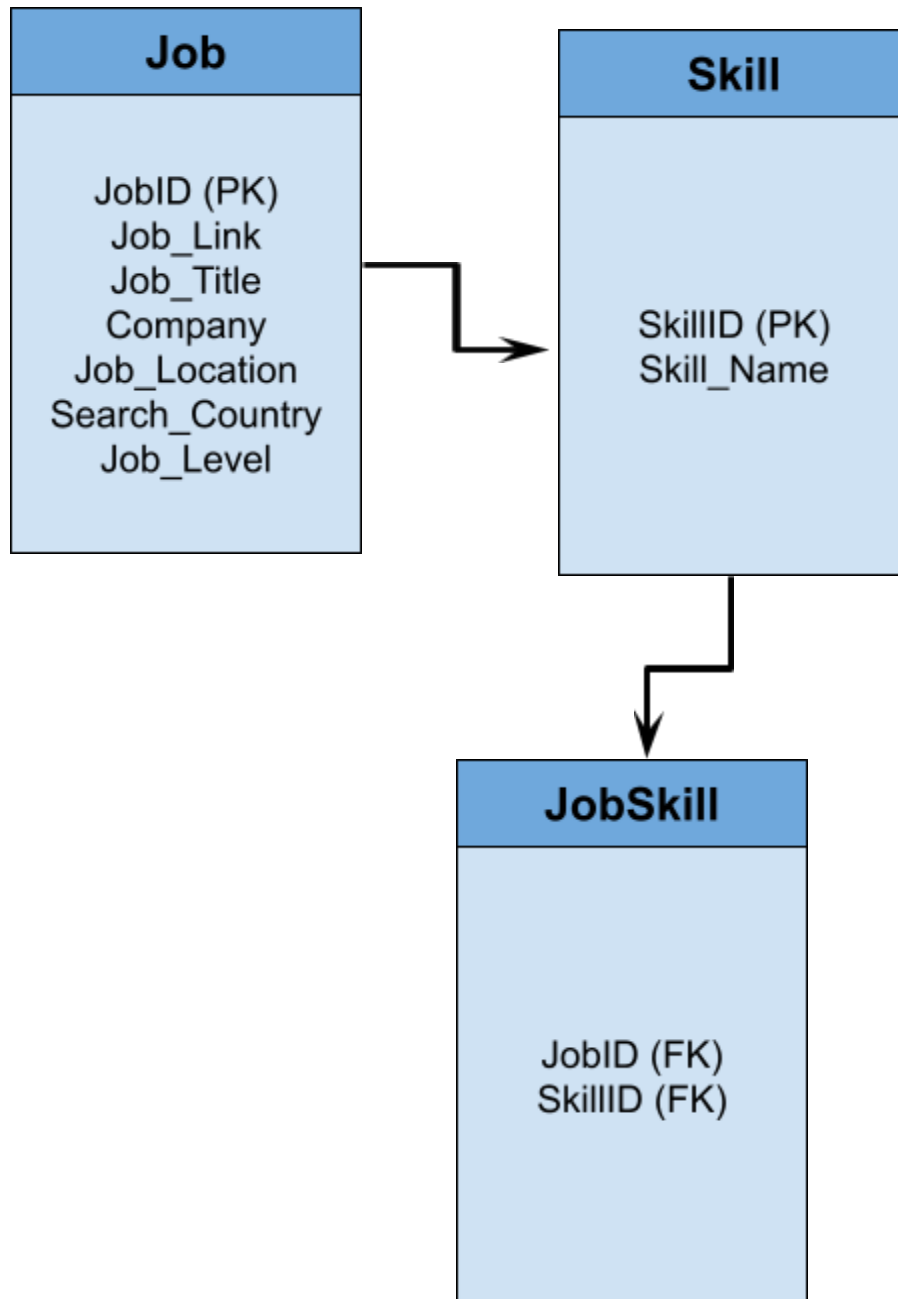 Job
JobID (PK)
Job_Link
Job_Title
Company
Job_Location
Search_Country
Job_Level
Skill
SkillID (PK)
Skill_Name
JobSkill
JobID (FK)
SkillID (FK)